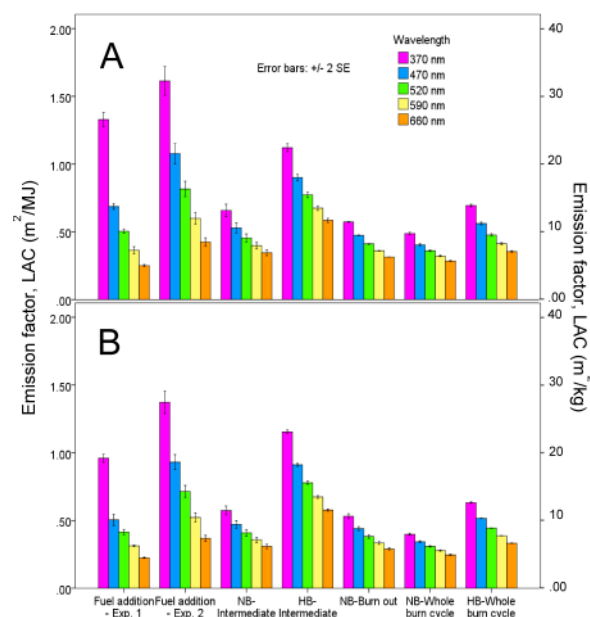 2.00
1.50
1.00
.50
.00
A
Error bars: +/- 2 SE
Wavelength
370 nm
470 nm
520 nm
590 nm
660 nm
40
30
20
10
.00
Emission factor, LAC (m²/MJ)
Emission factor, LAC (m²/kg)
2.00
1.50
1.00
.50
.00
B
40
30
20
10
.00
Fuel addition - Exp. 1
Fuel addition - Exp. 2
NB-Intermediate
HB-Intermediate
NB-Burn out
NB-Whole burn cycle
HB-Whole burn cycle